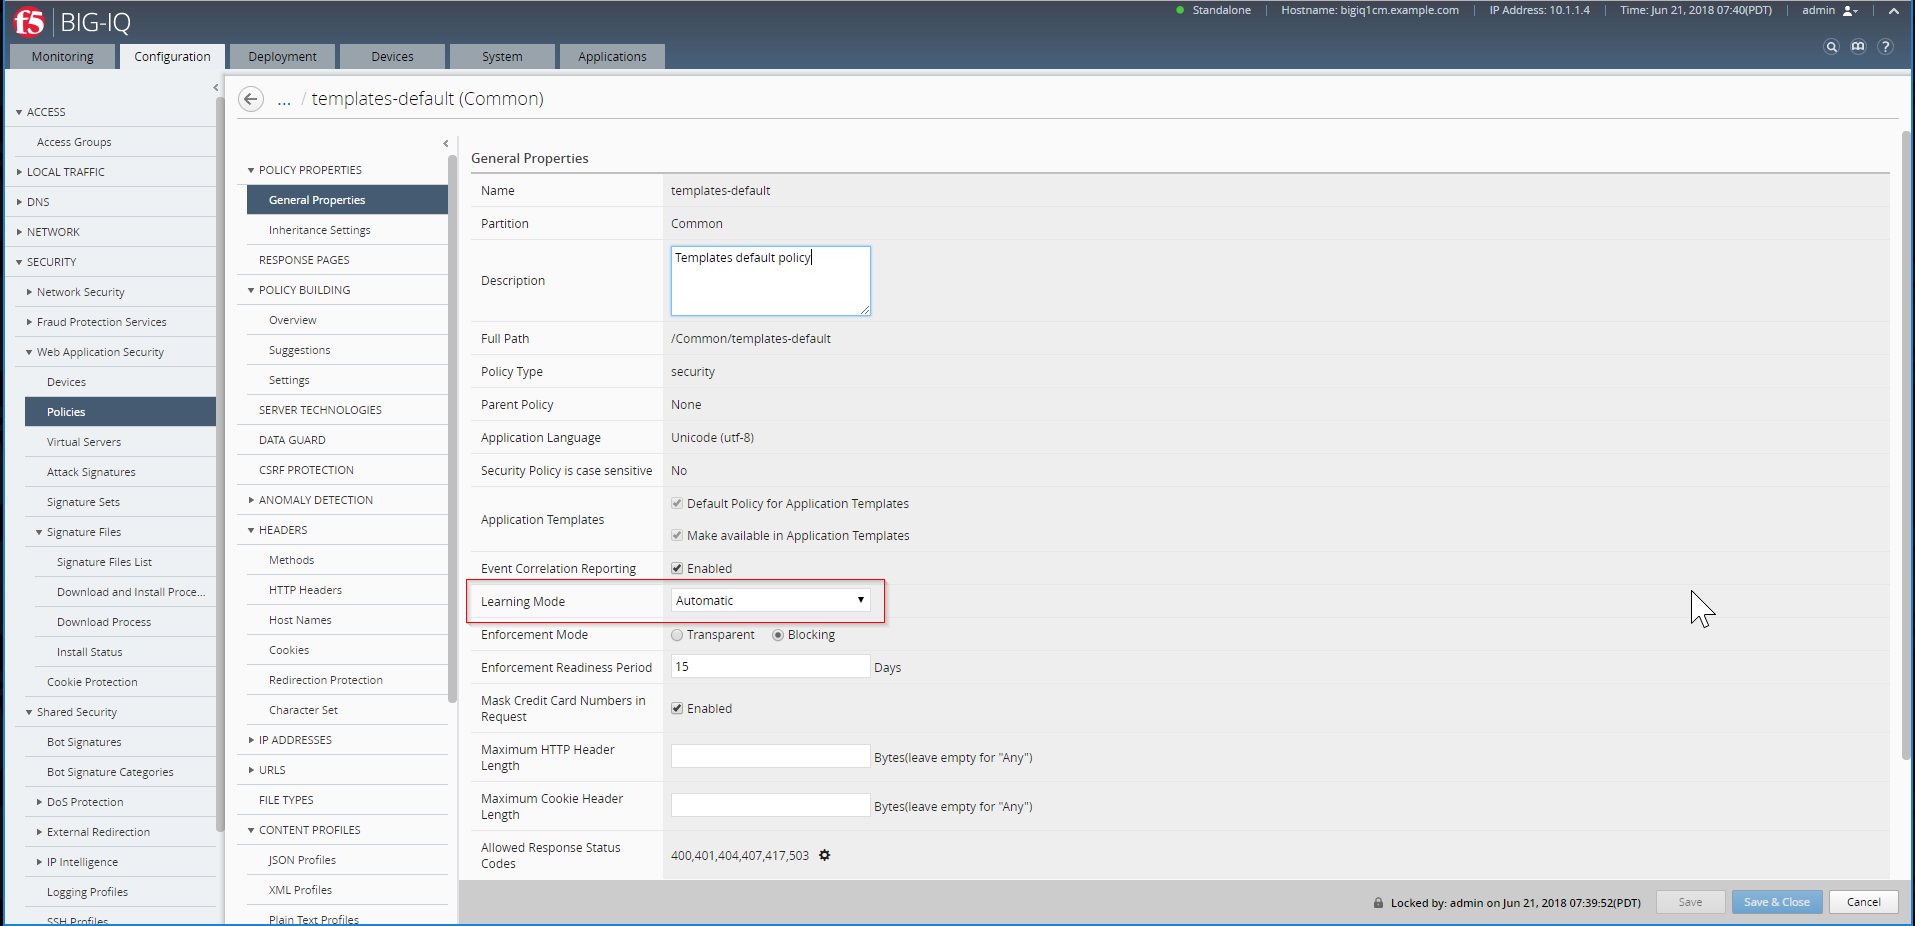 f5 BIG-IQ
Standalone
Hostname: bigiq1cm.example.com
IP Address: 10.1.1.4
Time: Jun 21, 2018 07:40(PDT)
admin
Monitoring
Configuration
Deployment
Devices
System
Applications
ACCESS
Access Groups
LOCAL TRAFFIC
DNS
NETWORK
SECURITY
Network Security
Fraud Protection Services
Web Application Security
Devices
Policies
Virtual Servers
Attack Signatures
Signature Sets
Signature Files
Signature Files List
Download and Install Proce...
Download Process
Install Status
Cookie Protection
Shared Security
Bot Signatures
Bot Signature Categories
DoS Protection
External Redirection
IP Intelligence
Logging Profiles
SSH Profiles
... / templates-default (Common)
POLICY PROPERTIES
General Properties
Inheritance Settings
RESPONSE PAGES
POLICY BUILDING
Overview
Suggestions
Settings
SERVER TECHNOLOGIES
DATA GUARD
CSRF PROTECTION
ANOMALY DETECTION
HEADERS
Methods
HTTP Headers
Host Names
Cookies
Redirection Protection
Character Set
IP ADDRESSES
URLS
FILE TYPES
CONTENT PROFILES
JSON Profiles
XML Profiles
Plain Text Profiles
General Properties
Name templates-default
Partition Common
Description Templates default policy
Full Path /Common/templates-default
Policy Type security
Parent Policy None
Application Language Unicode (utf-8)
Security Policy is case sensitive No
Application Templates
Default Policy for Application Templates
Make available in Application Templates
Event Correlation Reporting Enabled
Learning Mode Automatic
Enforcement Mode Transparent Blocking
Enforcement Readiness Period 15 Days
Mask Credit Card Numbers in
Request
Enabled
Maximum HTTP Header
Length
Bytes(leave empty for "Any")
Maximum Cookie Header
Length
Bytes(leave empty for "Any")
Allowed Response Status
Codes
400,401,404,407,417,503
Locked by: admin on Jun 21, 2018 07:39:52(PDT)
Save
Save & Close
Cancel